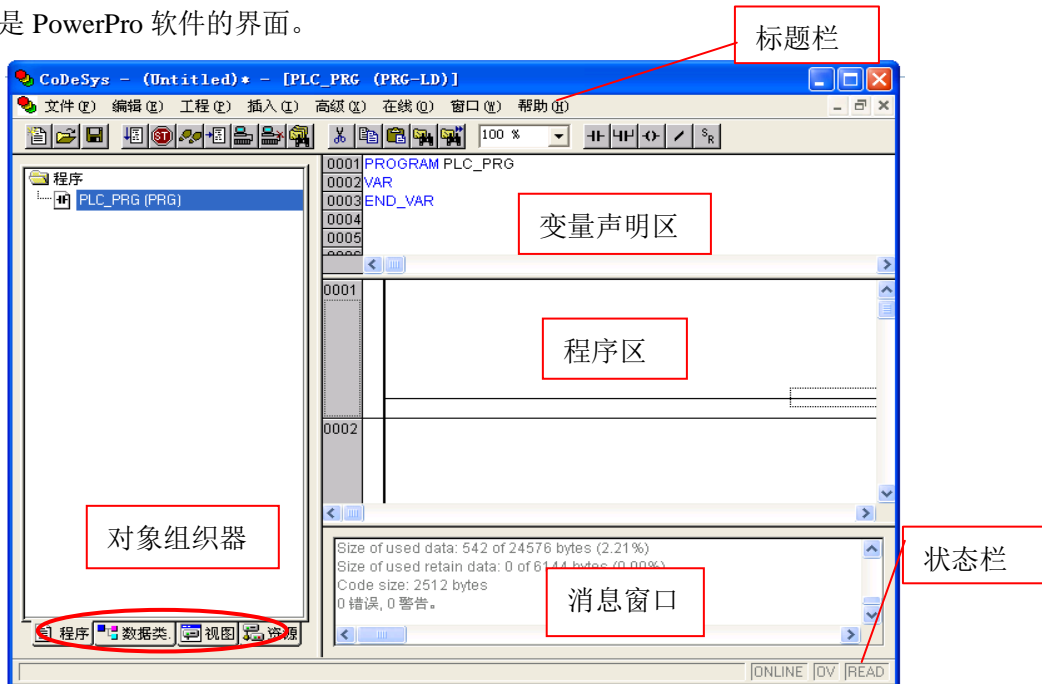 是 PowerPro 软件的界面。
标题栏
CoDeSys - (Untitled)* - [PLC_PRG (PRG-LD)]
文件(F) 编辑(E) 工程(P) 插入(I) 高级(X) 在线(O) 窗口(W) 帮助(H)
100 %
程序
PLC_PRG (PRG)
0001 PROGRAM PLC_PRG
0002 VAR
0003 END_VAR
0004
0005
变量声明区
0001
程序区
0002
对象组织器
Size of used data: 542 of 24576 bytes (2.21%)
Size of used retain data: 0 of 6144 bytes (0.00%)
Code size: 2512 bytes
0 错误, 0 警告。
消息窗口
状态栏
程序 数据类. 视图 资源
ONLINE OV READ